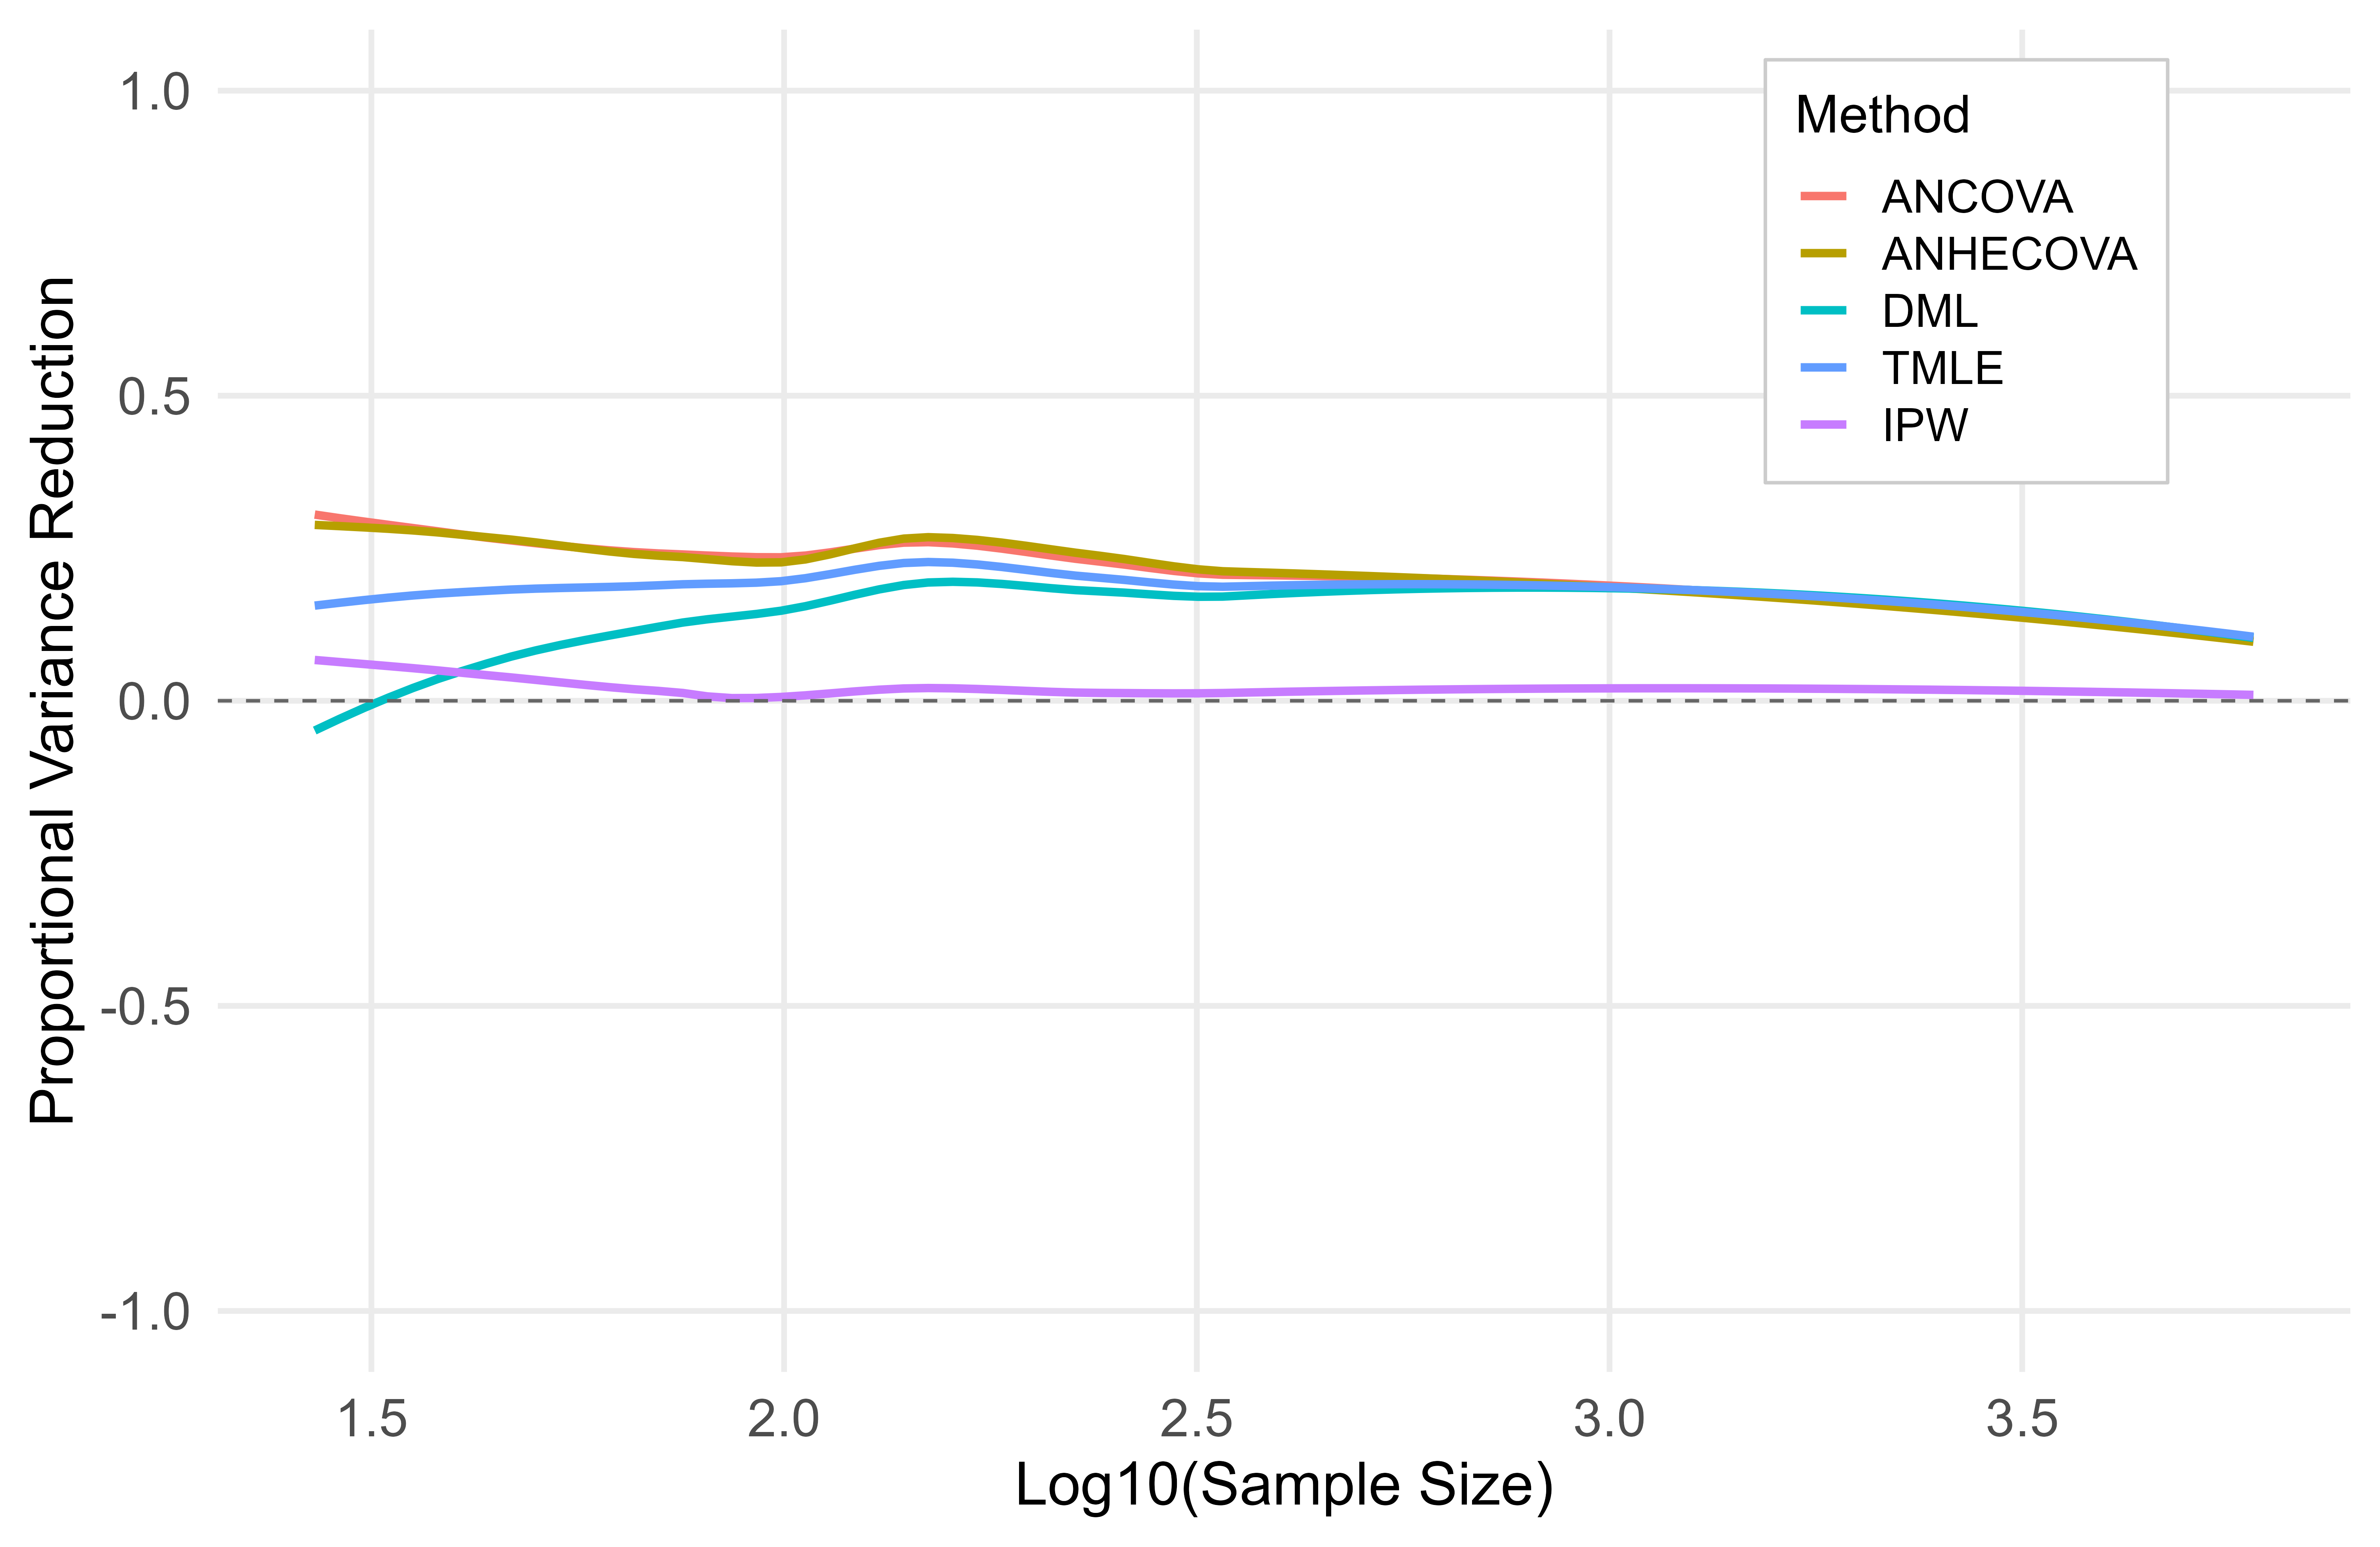 Proportional Variance Reduction
1.0
0.5
0.0
-0.5
-1.0
Method
ANCOVA
ANHECOVA
DML
TMLE
IPW
1.5
2.0
2.5
3.0
3.5
Log10(Sample Size)